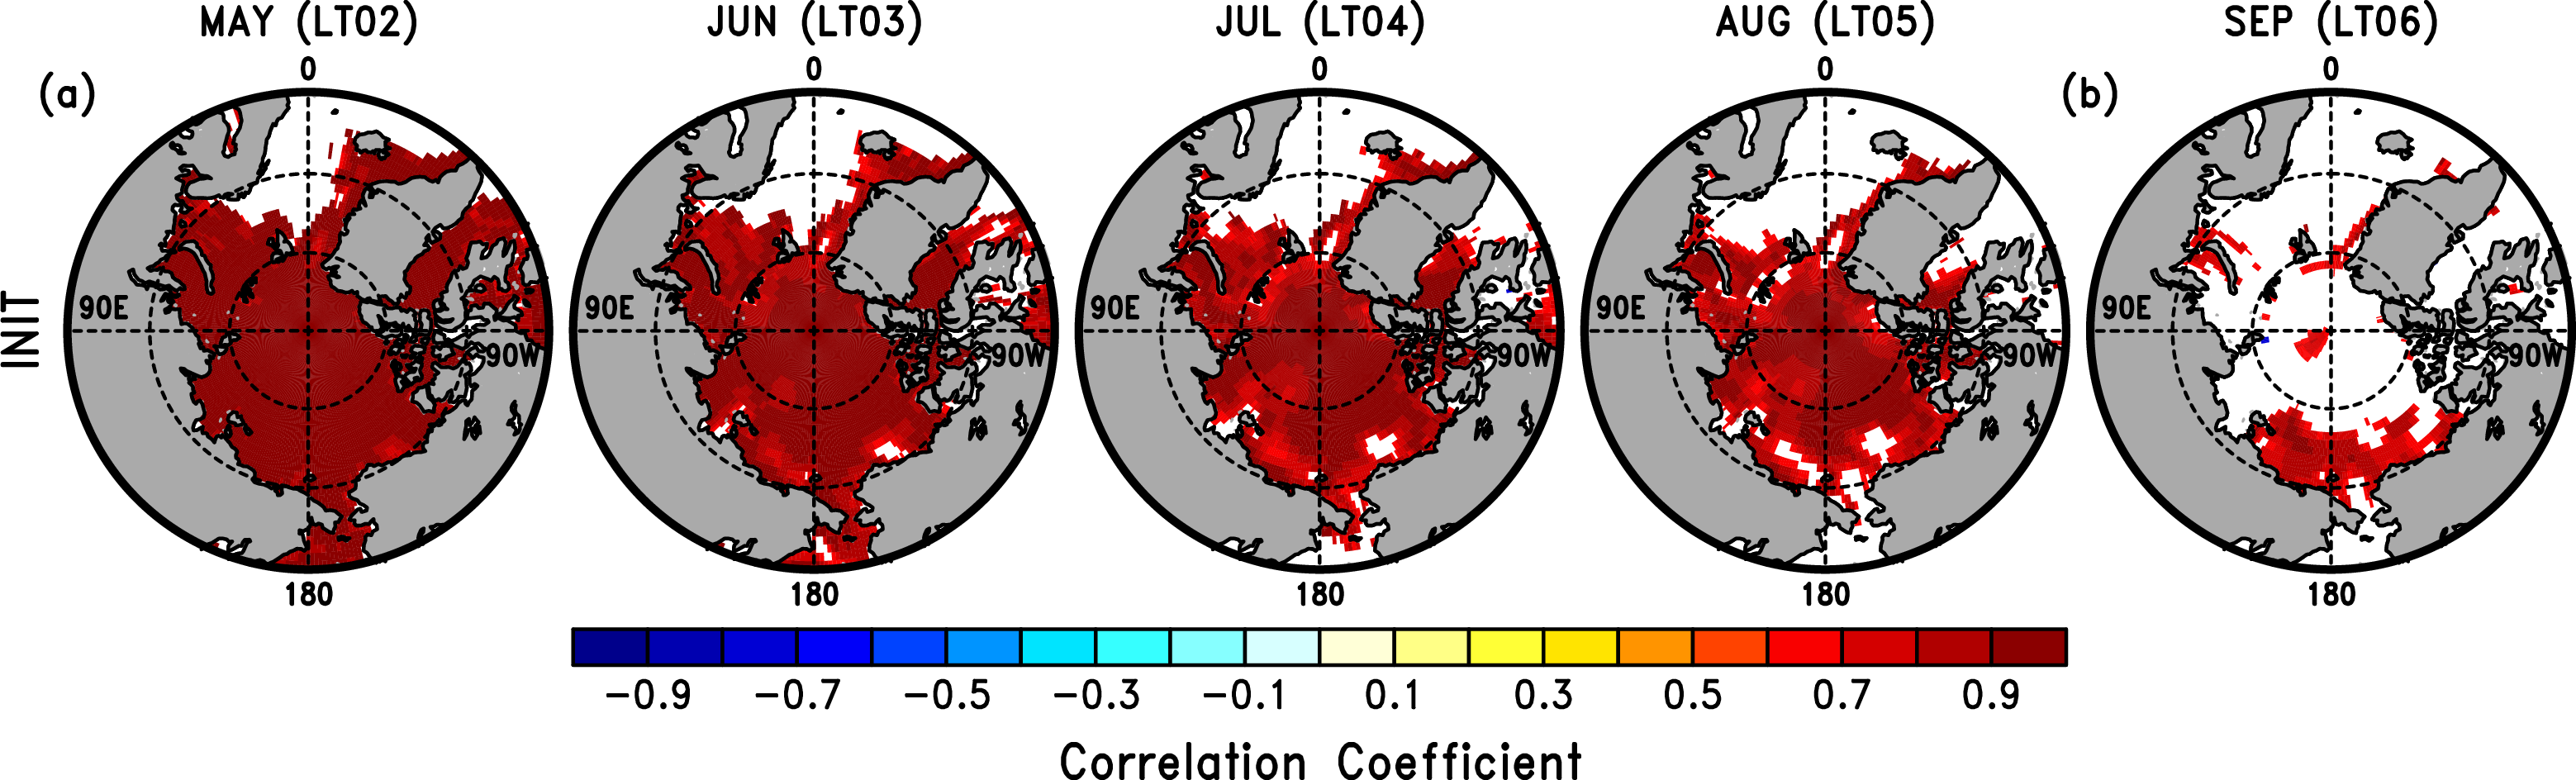 MAY (LT02) JUN (LT03) JUL (LT04) AUG (LT05) SEP (LT06)
(a) 0 0 0 0 (b) 0
INIT
90E 90E 90E 90E 90E
90W 90W 90W 90W 90W
180 180 180 180 180
−0.9 −0.7 −0.5 −0.3 −0.1 0.1 0.3 0.5 0.7 0.9
Correlation Coefficient